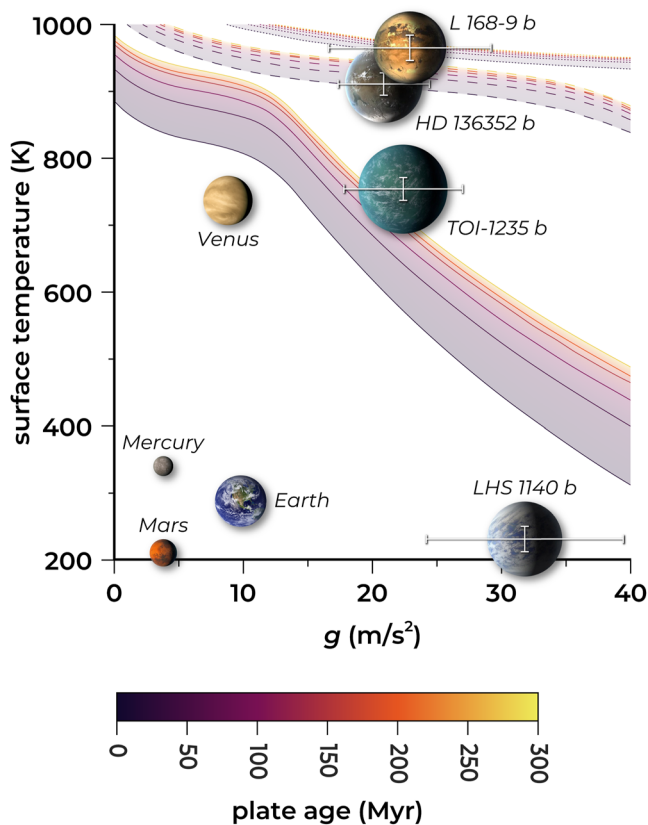 1000
800
600
400
200
surface temperature (K)
L 168-9 b
HD 136352 b
TOI-1235 b
Venus
Mercury
Earth
Mars
LHS 1140 b
0
10
20
30
40
g (m/s²)
0
50
100
150
200
250
300
plate age (Myr)